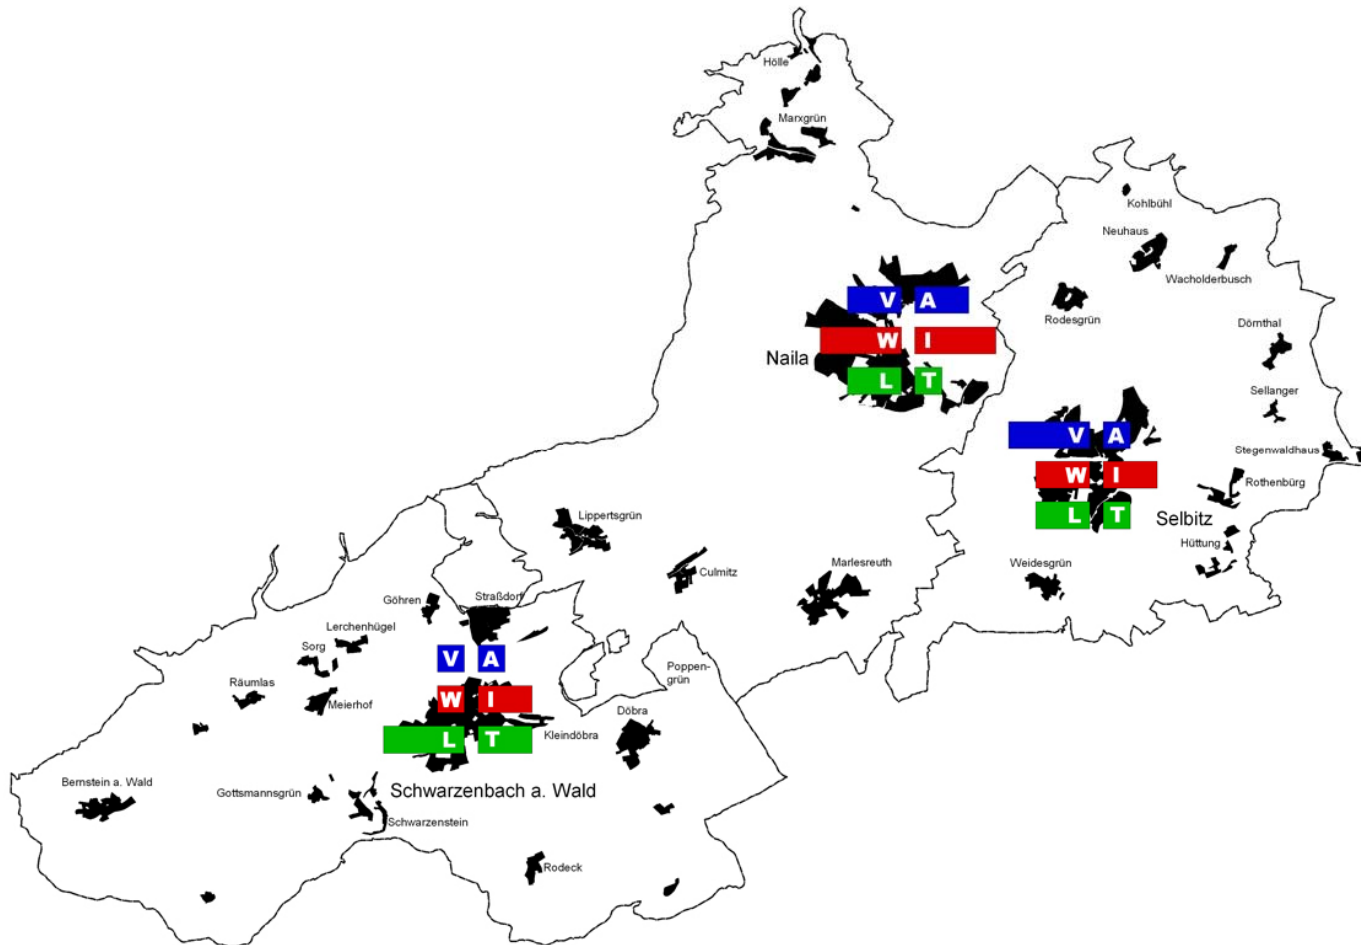 Hölle
Marxgrün
Kohlbühl
Neuhaus
Wacholderbusch
Rodesgrün
Dörnthal
V A
W I
Naila
L T
Sellanger
V A
Stegenwaldhaus
W I
Rothenbürg
L T
Selbitz
Hüttung
Lippertsgrün
Culmitz
Marlesreuth
Weidesgrün
Göhren
Straßdorf
Lerchenhügel
Sorg
V A
Poppen-
grün
Räumlas
Meierhof
W I
Döbra
Kleindöbra
L T
Bernstein a. Wald
Gottsmannsgrün
Schwarzenbach a. Wald
Schwarzenstein
Rodeck